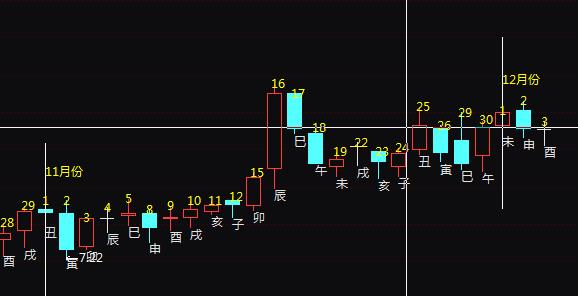 12月份
16
17
2
25
1
29
3
30
18
26
巳
22
未
申
19
23
24
酉
丑
11月份
15
午
戌
寅
巳
午
未
亥
子
辰
29
1
2
5
10
11
12
28
3
4
8
9
卯
亥
子
丑
辰
巳
酉
戌
戌
申
酉
寅
卯
7.22